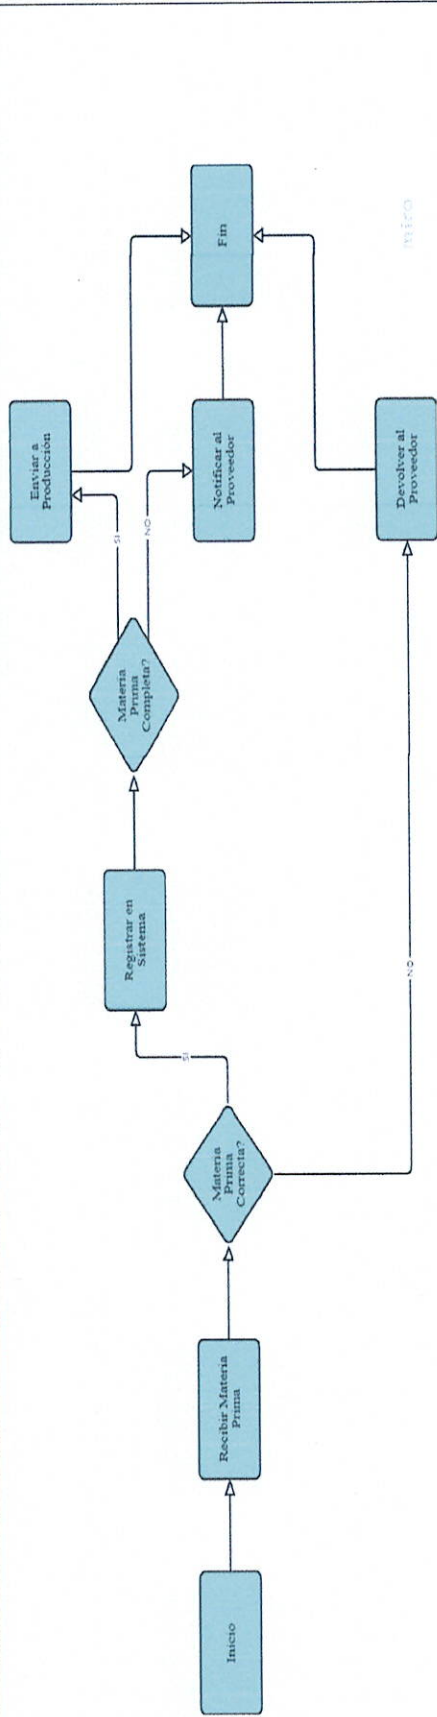 Inicio
Recibir Materia
Prima
Materia
Prima
Correcta?
SI
NO
Registrar en
Sistema
Materia
Prima
Completa?
SI
NO
Enviar a
Producción
Notificar al
Proveedor
Devolver al
Proveedor
Fin
miro